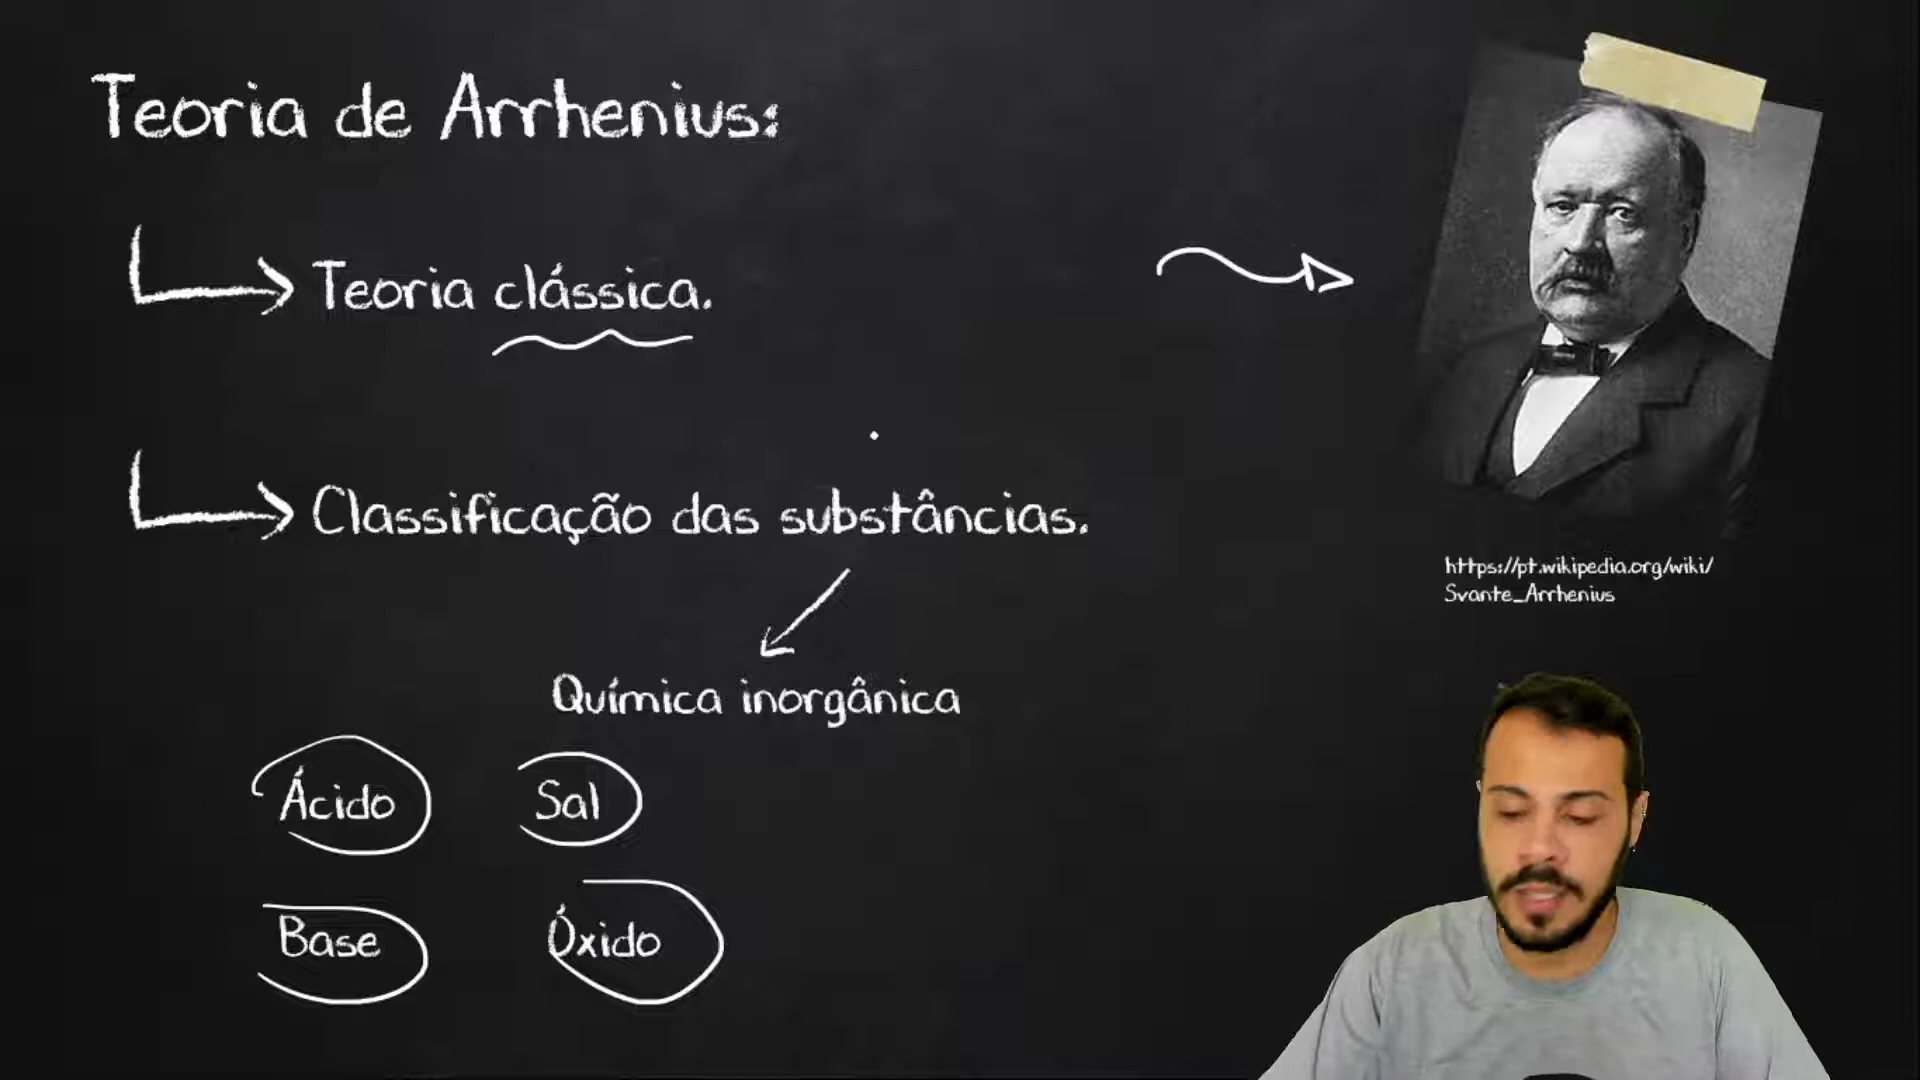 Teoria de Arrhenius:
Teoria clássica.
Classificação das substâncias.
https://pt.wikipedia.org/wiki/
Svante_Arrhenius
Química inorgânica
Ácido
Sal
Base
Óxido